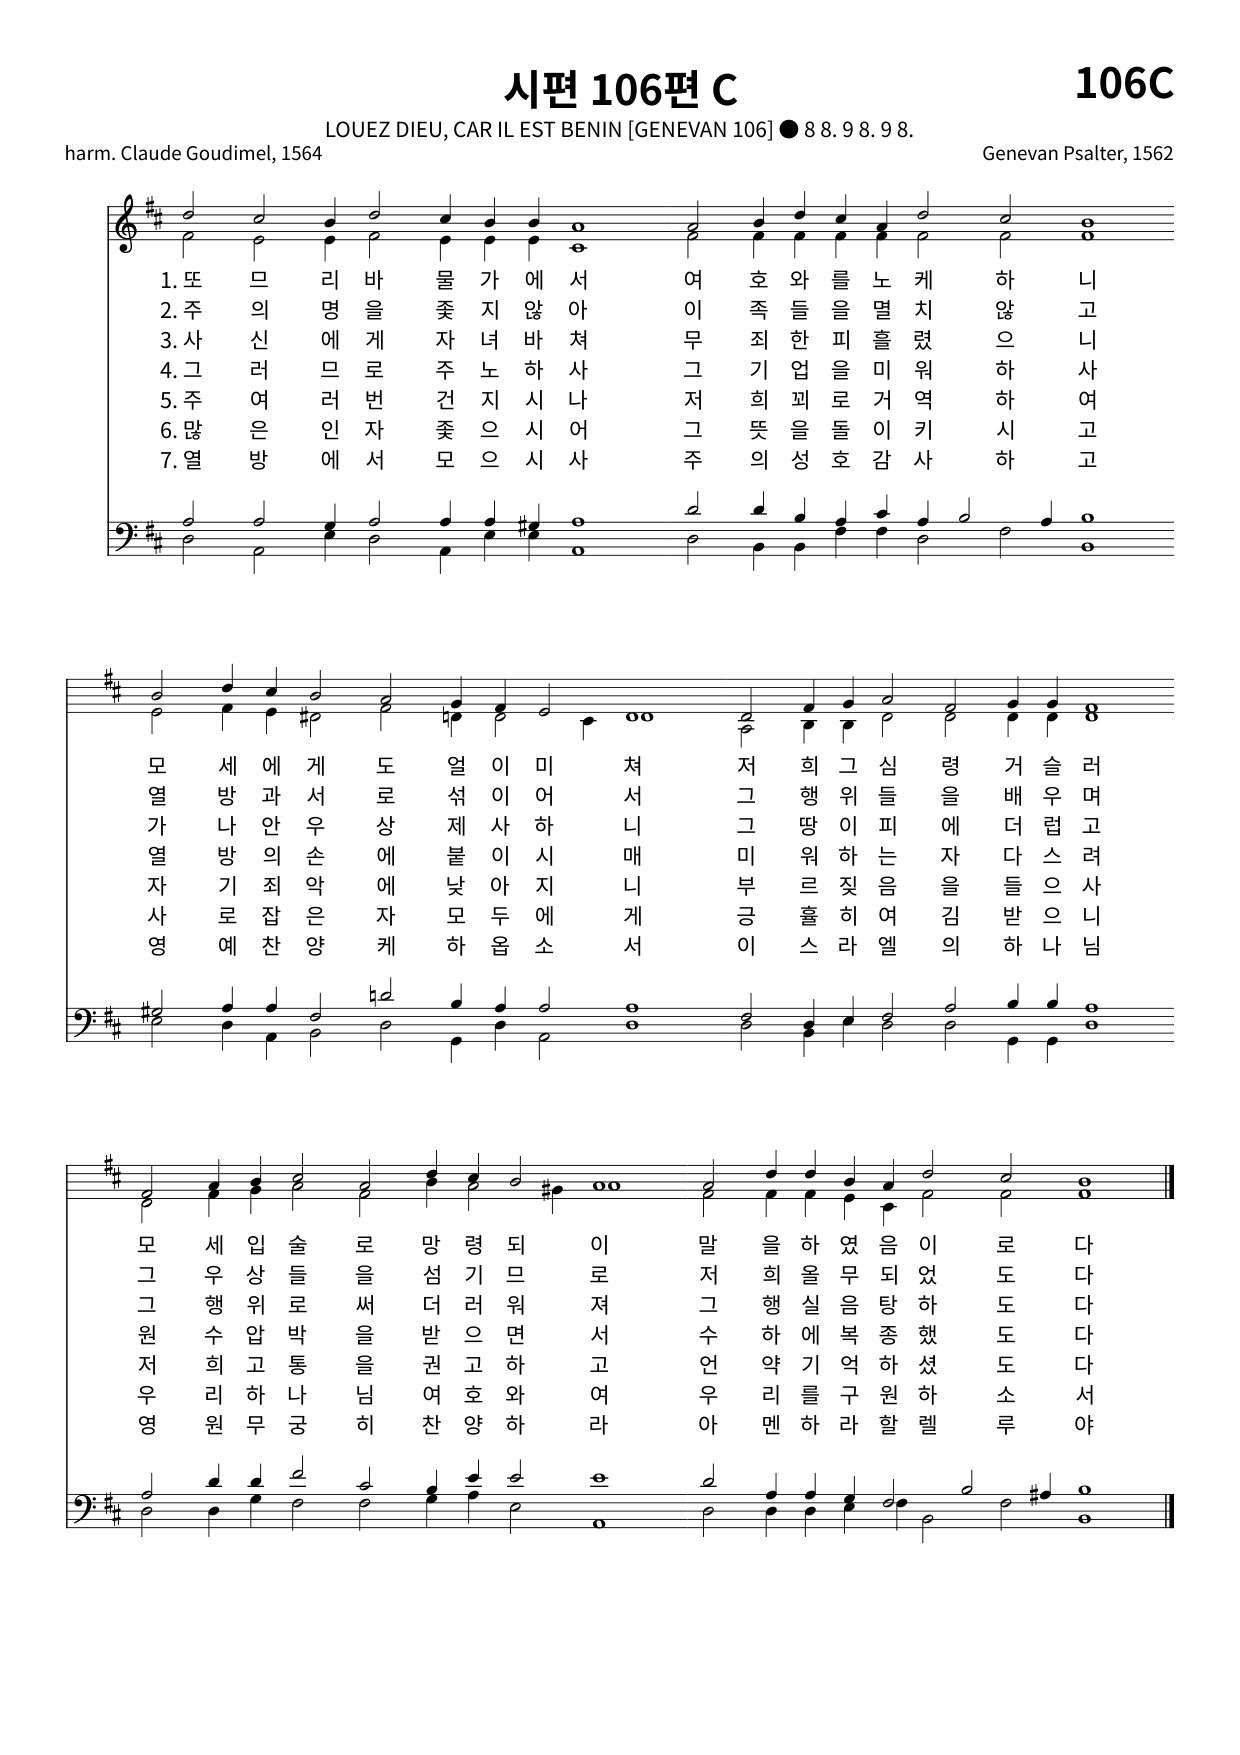 시편 106편 C
106C
LOUEZ DIEU, CAR IL EST BENIN [GENEVAN 106] ● 8 8. 9 8. 9 8.
harm. Claude Goudimel, 1564
Genevan Psalter, 1562
1. 또 므 리 바 물 가 에 서 여 호 와 를 노 케 하 니
2. 주 의 명 을 좇 지 않 아 이 족 들 을 멸 치 않 고
3. 사 신 에 게 자 녀 바 쳐 무 죄 한 피 흘 렸 으 니
4. 그 러 므 로 주 노 하 사 그 기 업 을 미 워 하 사
5. 주 여 러 번 건 지 시 나 저 희 꾀 로 거 역 하 여
6. 많 은 인 자 좇 으 시 어 그 뜻 을 돌 이 키 시 고
7. 열 방 에 서 모 으 시 사 주 의 성 호 감 사 하 고
모 세 에 게 도 얼 이 미 쳐 저 희 그 심 령 거 슬 러
열 방 과 서 로 섞 이 어 서 그 행 위 들 을 배 우 며
가 나 안 우 상 제 사 하 니 그 땅 이 피 에 더 럽 고
열 방 의 손 에 붙 이 시 매 미 워 하 는 자 다 스 려
자 기 죄 악 에 낮 아 지 니 부 르 짖 음 을 들 으 사
사 로 잡 은 자 모 두 에 게 긍 휼 히 여 김 받 으 니
영 예 찬 양 케 하 옵 소 서 이 스 라 엘 의 하 나 님
모 세 입 술 로 망 령 되 이 말 을 하 였 음 이 로 다
그 우 상 들 을 섬 기 므 로 저 희 올 무 되 었 도 다
그 행 위 로 써 더 러 워 져 그 행 실 음 탕 하 도 다
원 수 압 박 을 받 으 면 서 수 하 에 복 종 했 도 다
저 희 고 통 을 권 고 하 고 언 약 기 억 하 셨 도 다
우 리 하 나 님 여 호 와 여 우 리 를 구 원 하 소 서
영 원 무 궁 히 찬 양 하 라 아 멘 하 라 할 렐 루 야